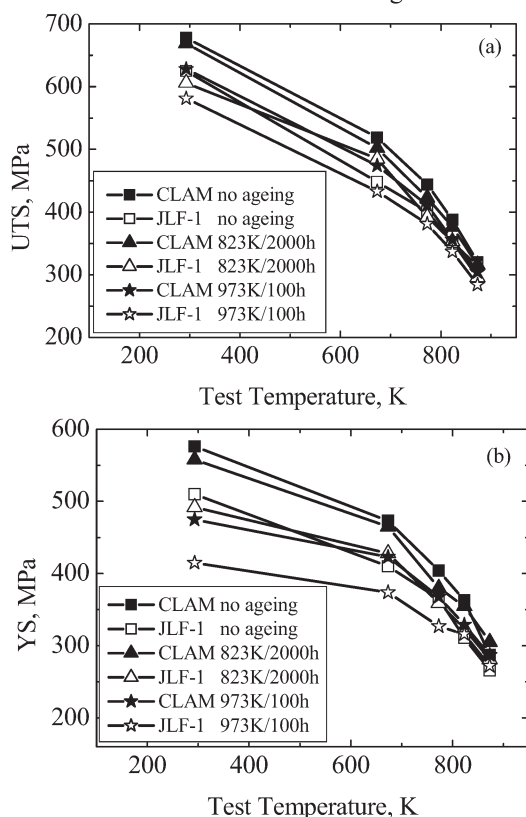 (a)
700
600
500
400
300
200
UTS, MPa
CLAM no ageing
JLF-1 no ageing
CLAM 823K/2000h
JLF-1 823K/2000h
CLAM 973K/100h
JLF-1 973K/100h
200 400 600 800
Test Temperature, K
(b)
600
500
400
300
200
YS, MPa
CLAM no ageing
JLF-1 no ageing
CLAM 823K/2000h
JLF-1 823K/2000h
CLAM 973K/100h
JLF-1 973K/100h
200 400 600 800
Test Temperature, K